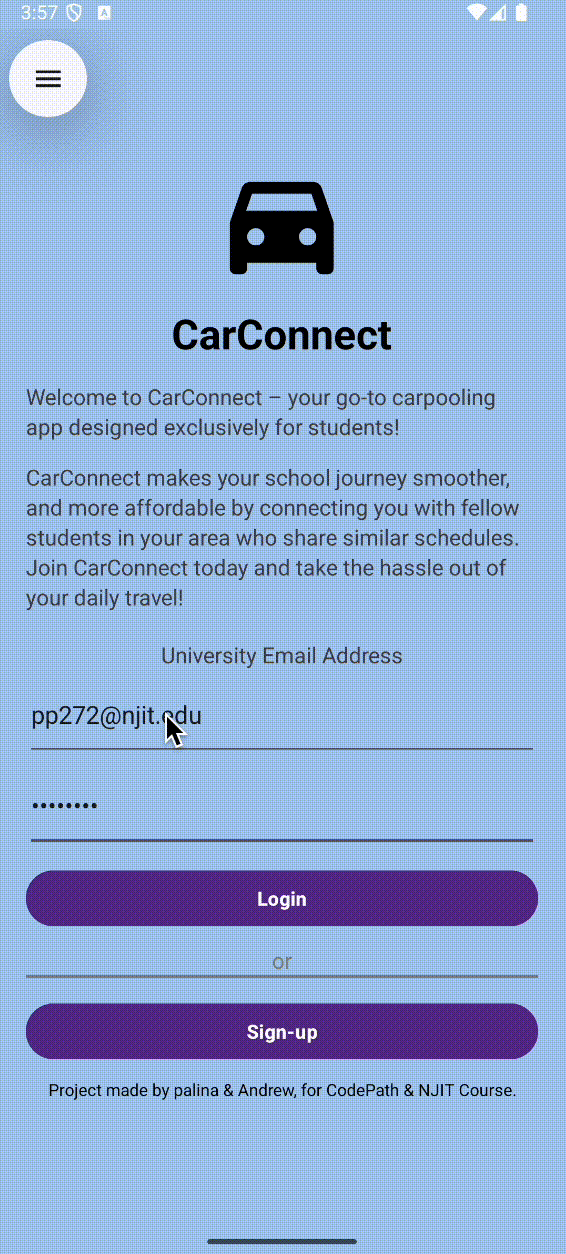 3:57
A
CarConnect
Welcome to CarConnect – your go-to carpooling
app designed exclusively for students!
CarConnect makes your school journey smoother,
and more affordable by connecting you with fellow
students in your area who share similar schedules.
Join CarConnect today and take the hassle out of
your daily travel!
University Email Address
pp272@njit.edu
••••••••
Login
or
Sign-up
Project made by palina & Andrew, for CodePath & NJIT Course.